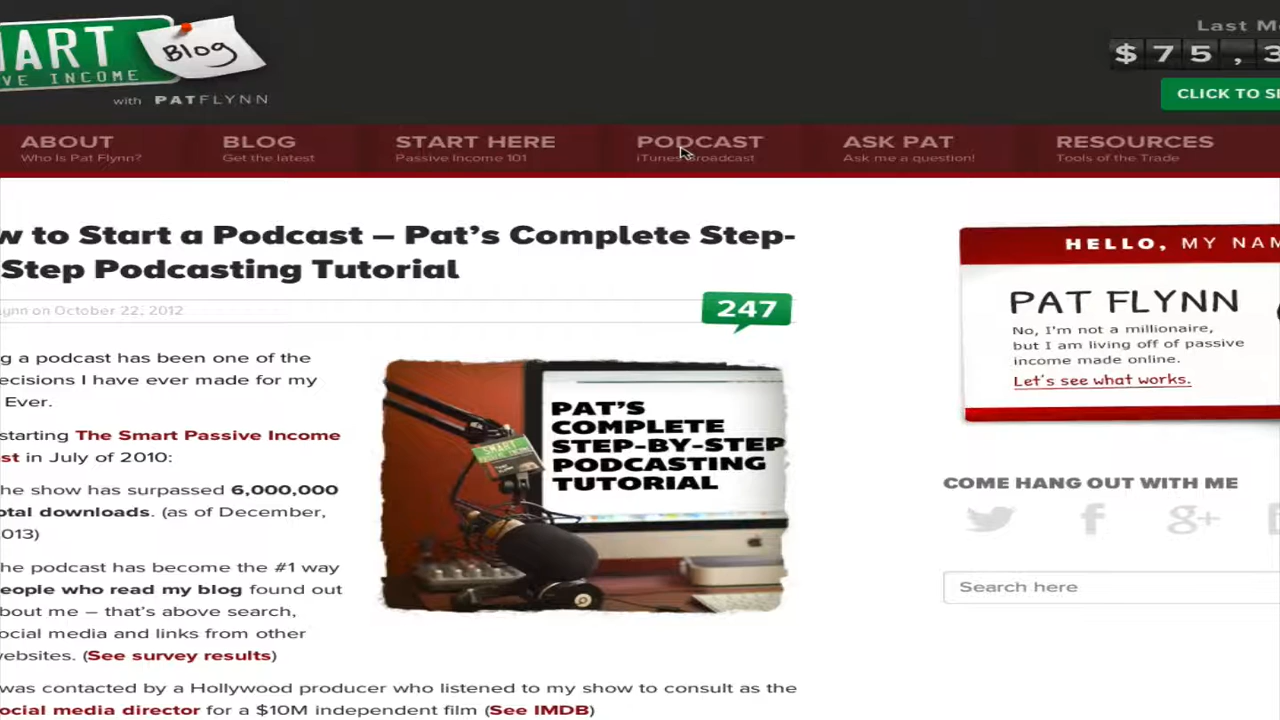 ART
Blog
VE INCOME
with PATFLYNN
Last M
$75,3
CLICK TO S
ABOUT
Who Is Pat Flynn?
BLOG
Get the latest
START HERE
Passive Income 101
PODCAST
iTunes Broadcast
ASK PAT
Ask me a question!
RESOURCES
Tools of the Trade
w to Start a Podcast – Pat's Complete Step-
Step Podcasting Tutorial
ynn on October 22, 2012
247
g a podcast has been one of the
ecisions I have ever made for my
Ever.
starting The Smart Passive Income
st in July of 2010:
he show has surpassed 6,000,000
otal downloads. (as of December,
013)
he podcast has become the #1 way
eople who read my blog found out
bout me – that's above search,
ocial media and links from other
ebsites. (See survey results)
was contacted by a Hollywood producer who listened to my show to consult as the
ocial media director for a $10M independent film (See IMDB)
PAT'S
COMPLETE
STEP-BY-STEP
PODCASTING
TUTORIAL
SMART
HELLO, MY NAM
PAT FLYNN
No, I'm not a millionaire,
but I am living off of passive
income made online.
Let's see what works.
COME HANG OUT WITH ME
Search here